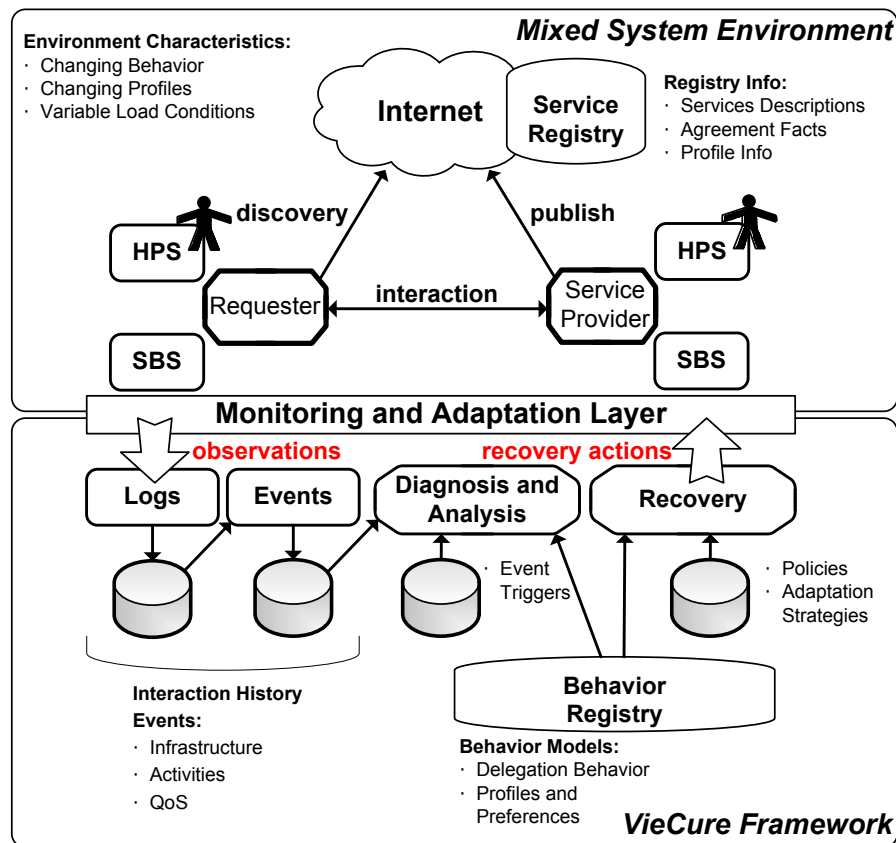 Mixed System Environment
Environment Characteristics:
· Changing Behavior
· Changing Profiles
· Variable Load Conditions
Internet
Service
Registry
Registry Info:
· Services Descriptions
· Agreement Facts
· Profile Info
discovery
publish
HPS
HPS
Requester
interaction
Service
Provider
SBS
SBS
Monitoring and Adaptation Layer
observations
recovery actions
Logs
Events
Diagnosis and
Analysis
Recovery
· Event
Triggers
· Policies
· Adaptation
Strategies
Interaction History
Events:
· Infrastructure
· Activities
· QoS
Behavior
Registry
Behavior Models:
· Delegation Behavior
· Profiles and
Preferences
VieCure Framework